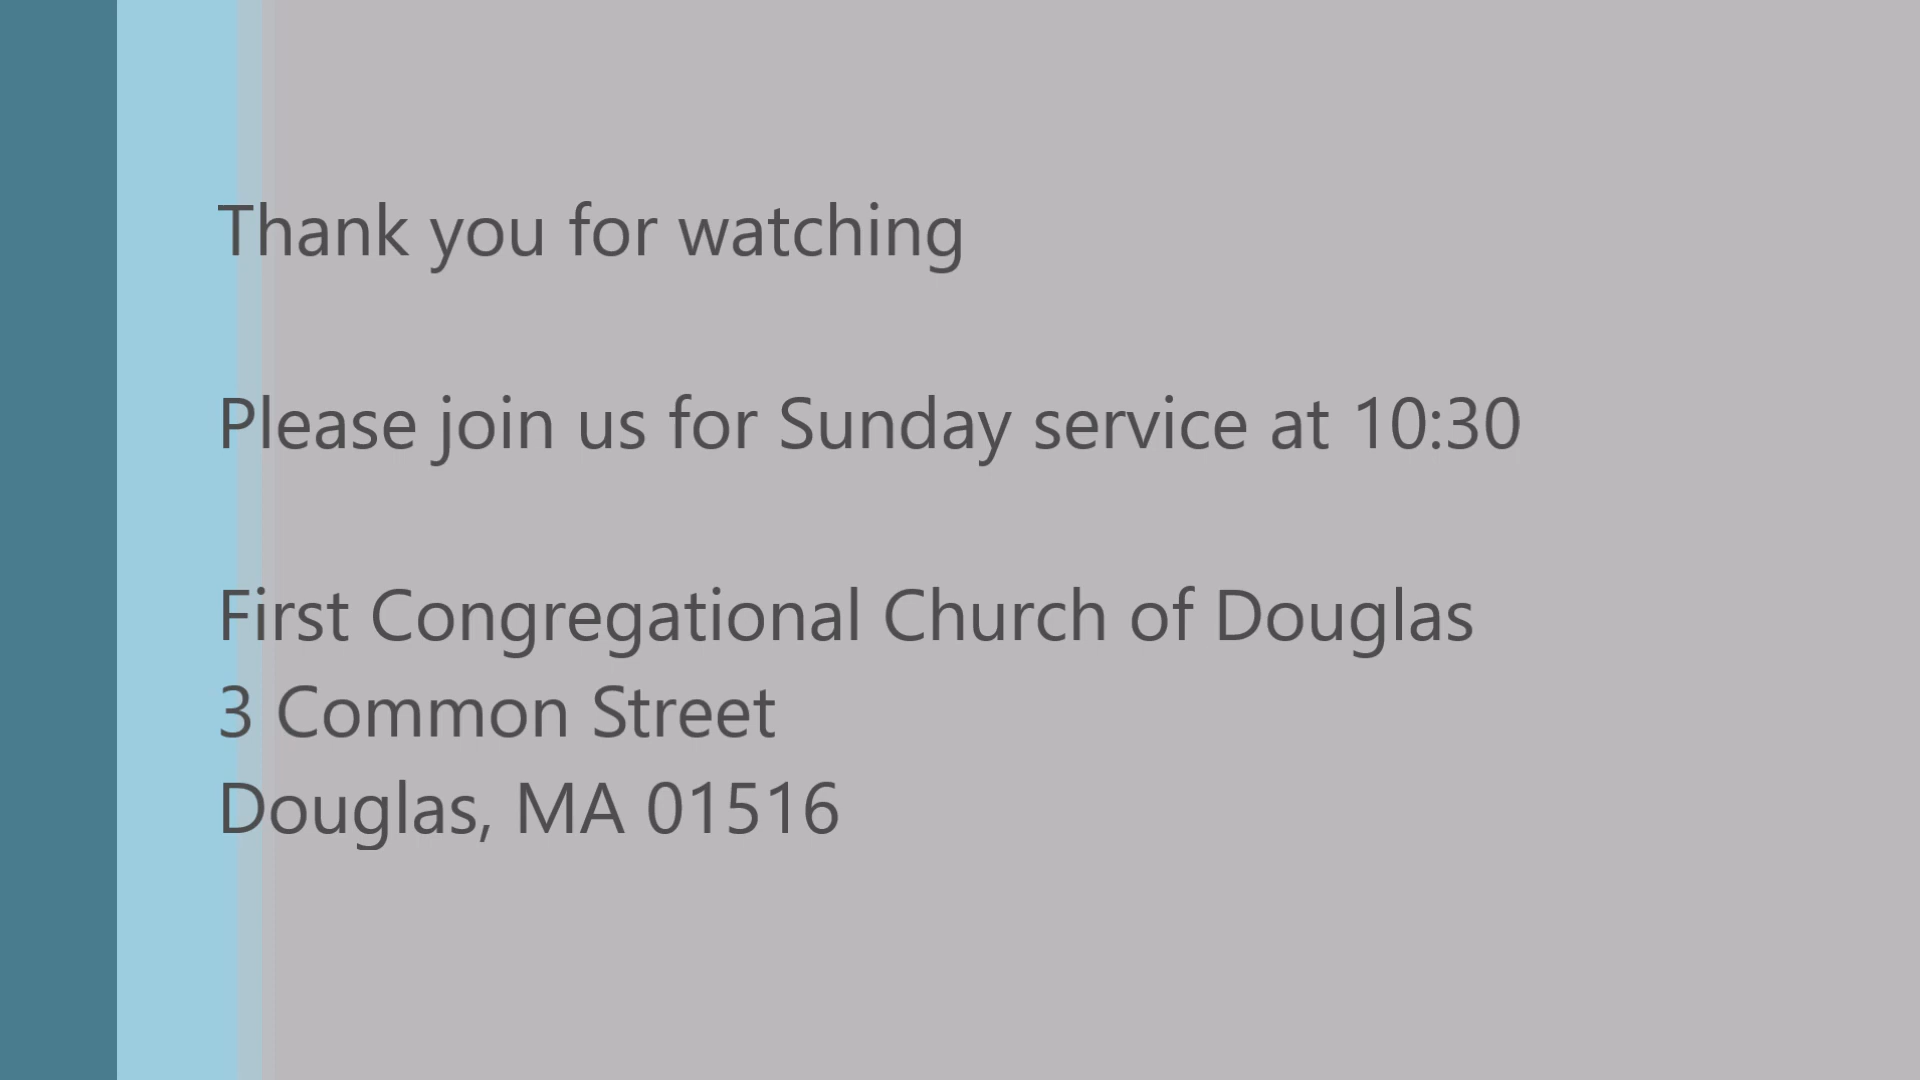 Thank you for watching
Please join us for Sunday service at 10:30
First Congregational Church of Douglas
3 Common Street
Douglas, MA 01516